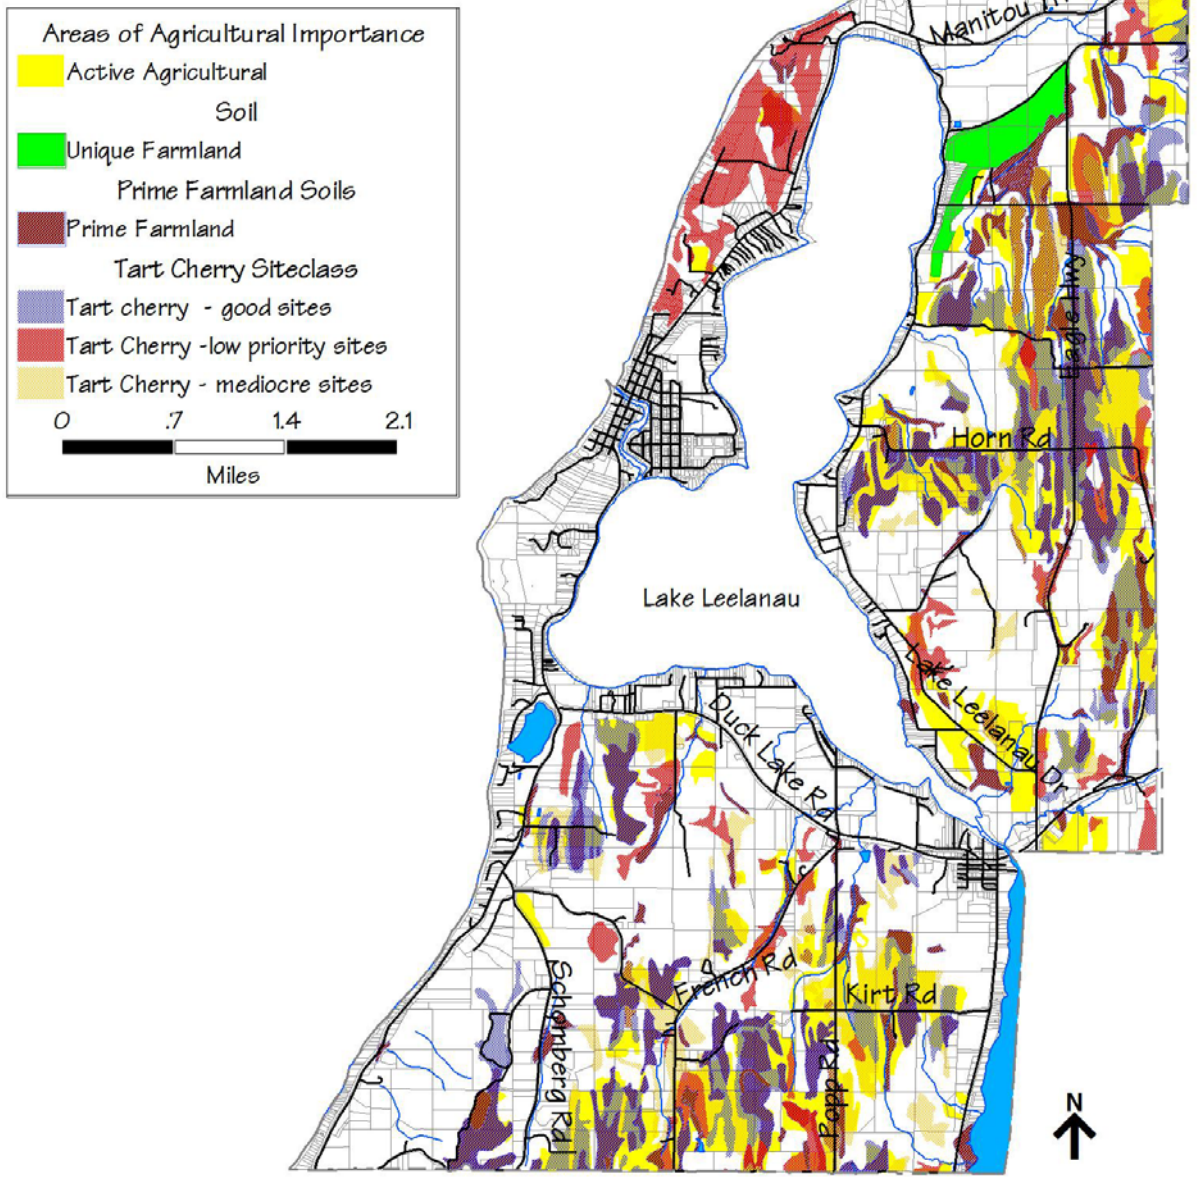 Areas of Agricultural Importance
Active Agricultural
Soil
Unique Farmland
Prime Farmland Soils
Prime Farmland
Tart Cherry Siteclass
Tart cherry - good sites
Tart Cherry -low priority sites
Tart Cherry - mediocre sites
0 .7 1.4 2.1
Miles
Manitou
Eagle Hwy
Horn Rd
Lake Leelanau
Lake Leelanau Dr
Duck Lake Rd
French Rd
Kirt Rd
Schomberg Rd
Popp Rd
N